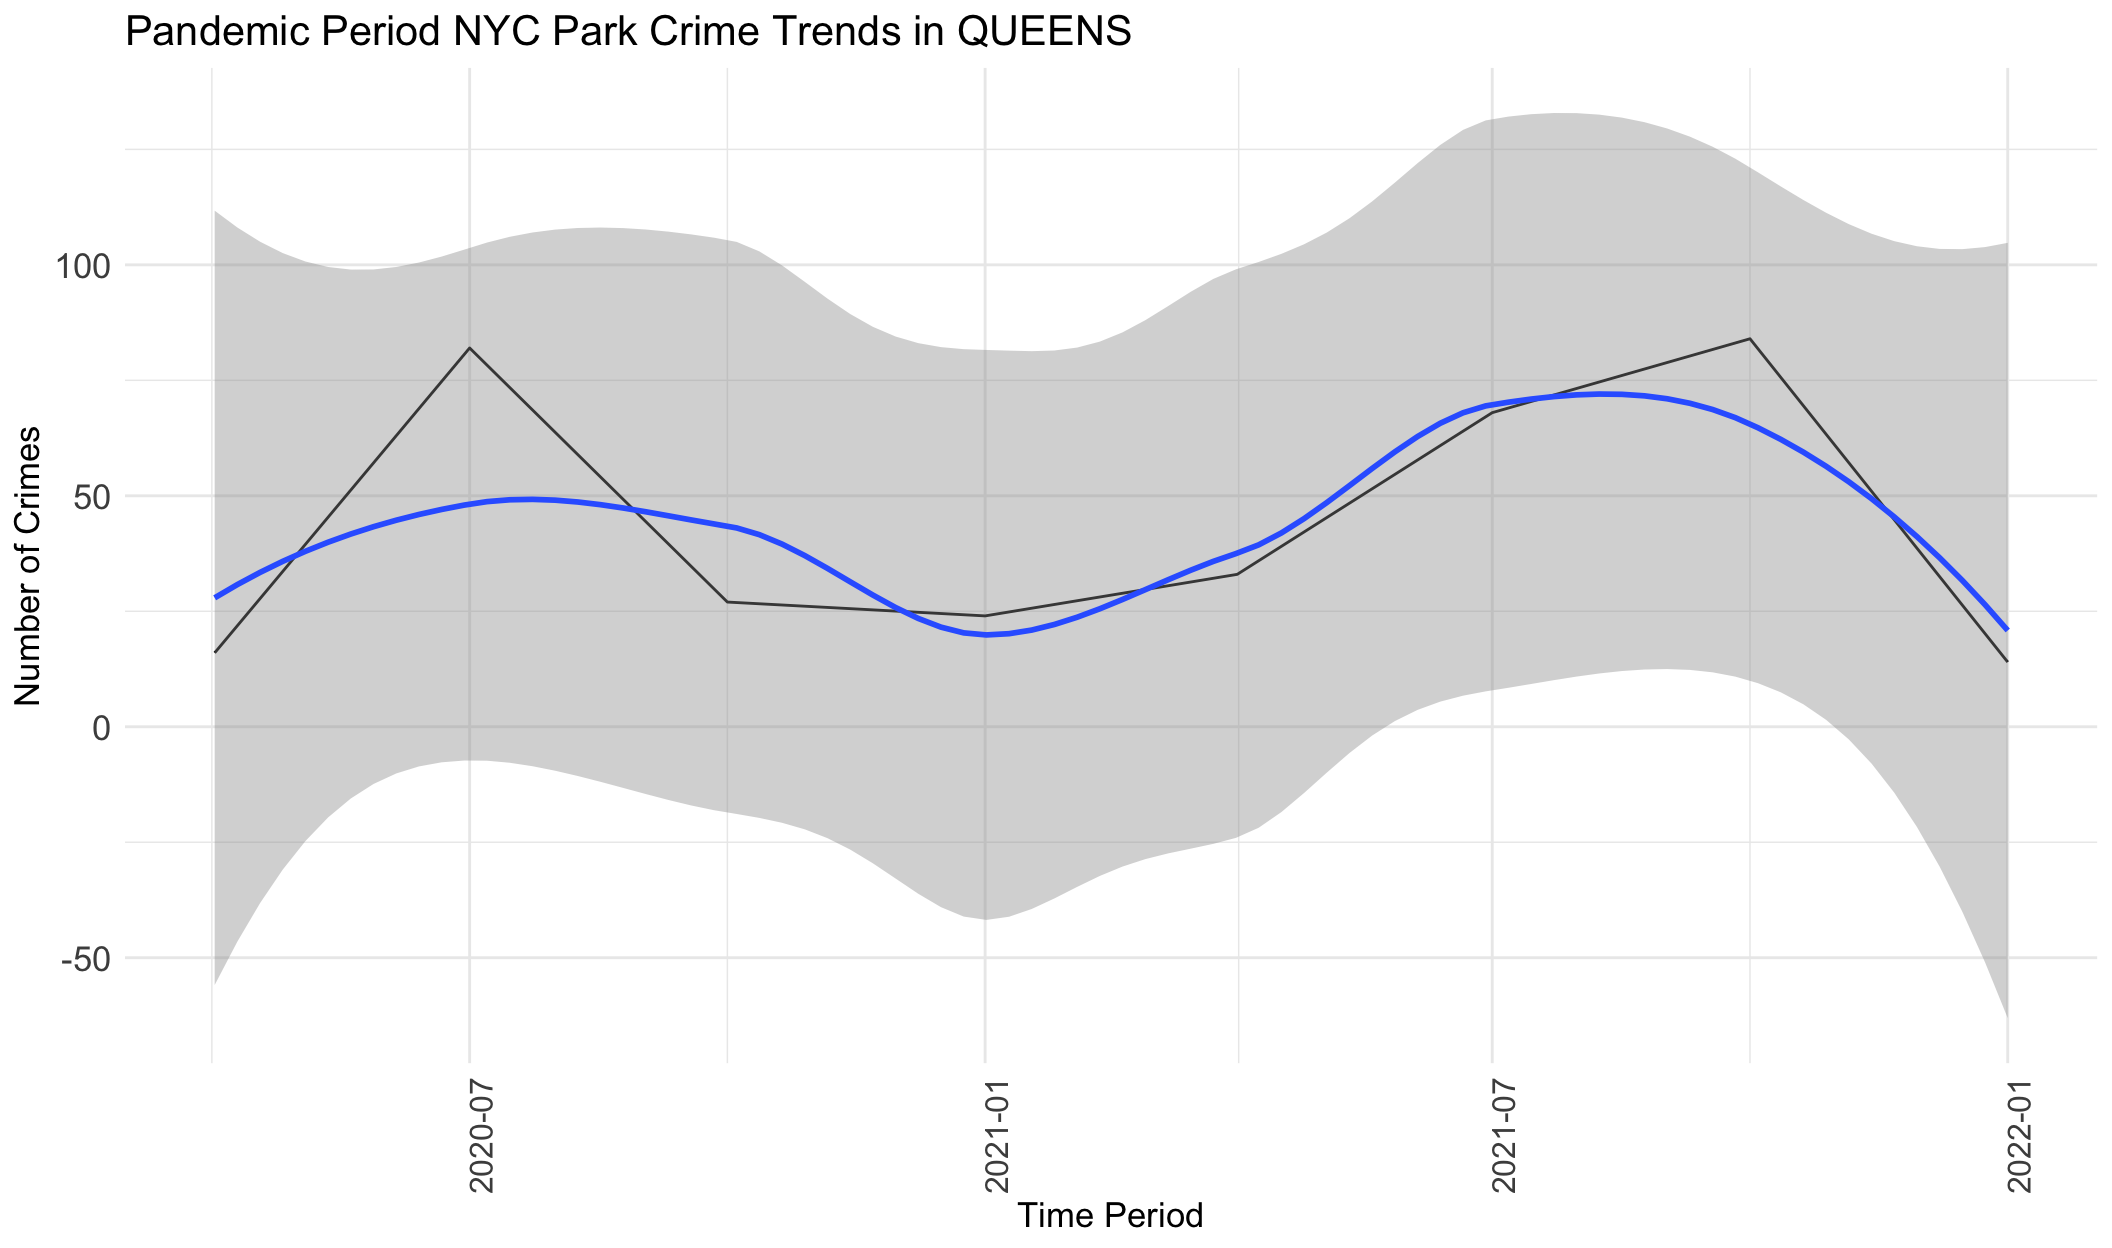 Pandemic Period NYC Park Crime Trends in QUEENS
Number of Crimes
100
50
0
-50
2020-07
2021-01
2021-07
2022-01
Time Period